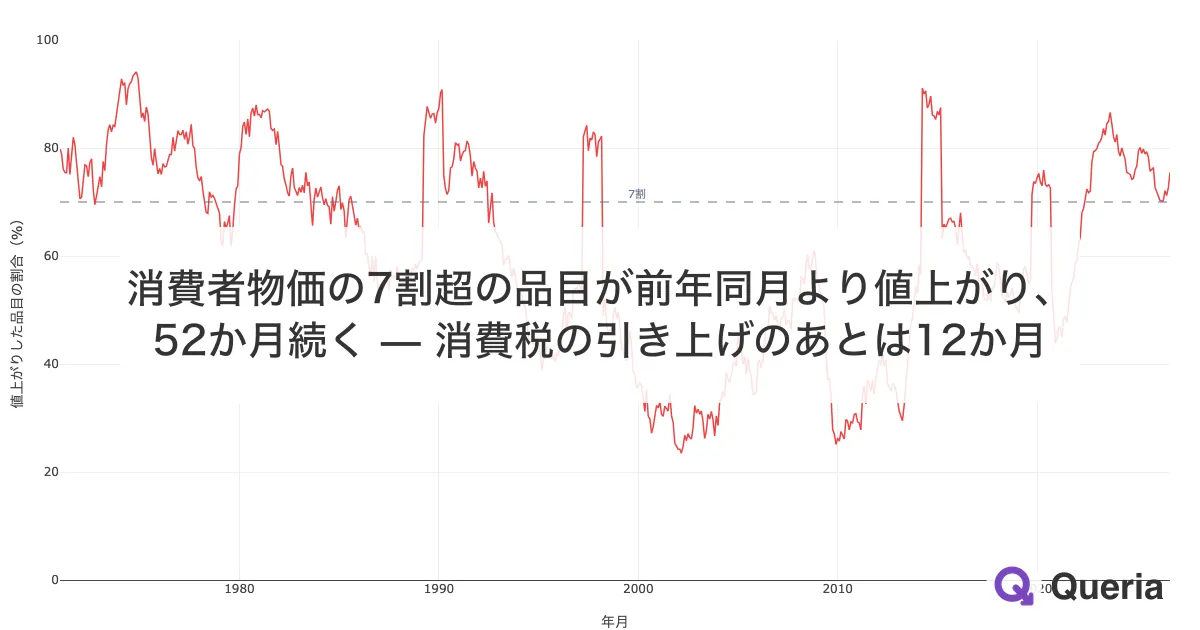 100
80
7割
60
値上がりした品目の割合 (%)
消費者物価の7割超の品目が前年同月より値上がり、
52か月続く — 消費税の引き上げのあとは12か月
40
20
0
1980
1990
2000
2010
20
年月
Queria